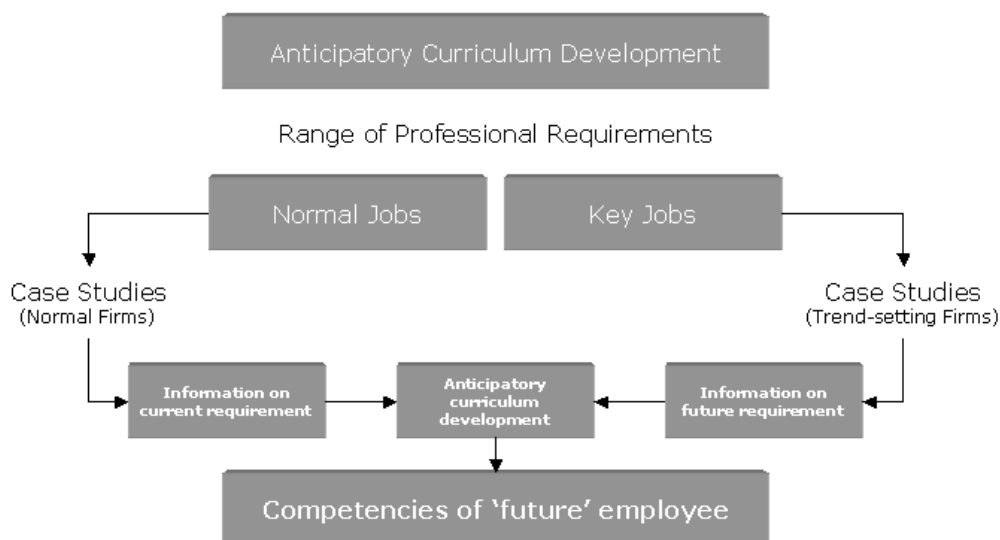 Anticipatory Curriculum Development
Range of Professional Requirements
Normal Jobs
Key Jobs
Case Studies
(Normal Firms)
Case Studies
(Trend-setting Firms)
Information on
current requirement
Anticipatory
curriculum
development
Information on
future requirement
Competencies of ‘future’ employee